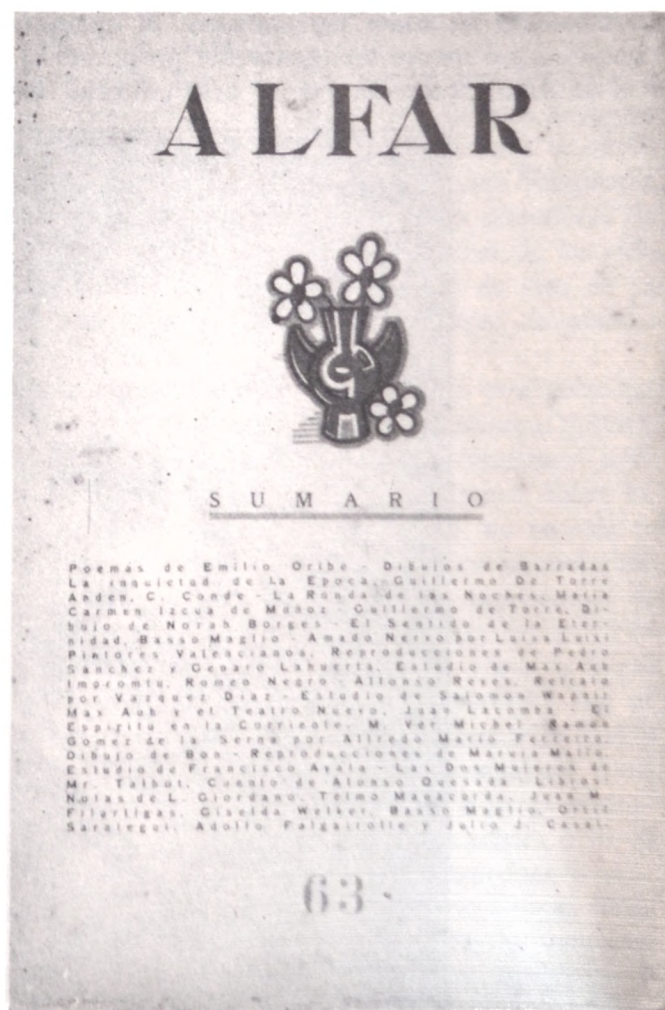 ALFAR
SUMARIO
Poemas de Emilio Oribe - Dibujos de Barradas
La inquietud de la Epoca, Guillermo De Torre
Anden, C. Conde - La Ronda de las Noches, María
Carmen Izcua de Muñoz - Guillermo de Torre, Di-
bujo de Norah Borges - El Sentido de la Eter-
nidad, Basso Maglio - Amado Nervo por Luisa Luisi
Pintores Valencianos, Reproducciones de Pedro
Sánchez y Genaro Lahuerta, Estudio de Max Aub
Impromtu, Romeo Negro - Alfonso Reyes, Retrato
por Vazquez Diaz - Estudio de Salomon Wapnir
Max Aub y el Teatro Nuevo, Juan Lacomba - El
Espiritu en la Corriente, M. Ver Michel - Ramón
Gomez de la Serna por Alfredo Mario Ferreiro,
Dibujo de Bon - Reproducciones de Maruja Mallo,
Estudio de Francisco Ayala - Las Dos Mujeres de
Mr. Talbot, Cuento de Alonso Quesada - Libros:
Notas de L. Giordano, Telmo Manacorda, Juan M.
Filartigas, Giselda Welker, Basso Maglio, Ortiz
Saralegui, Adolfo Falgairolle y Julio J. Casal.
63